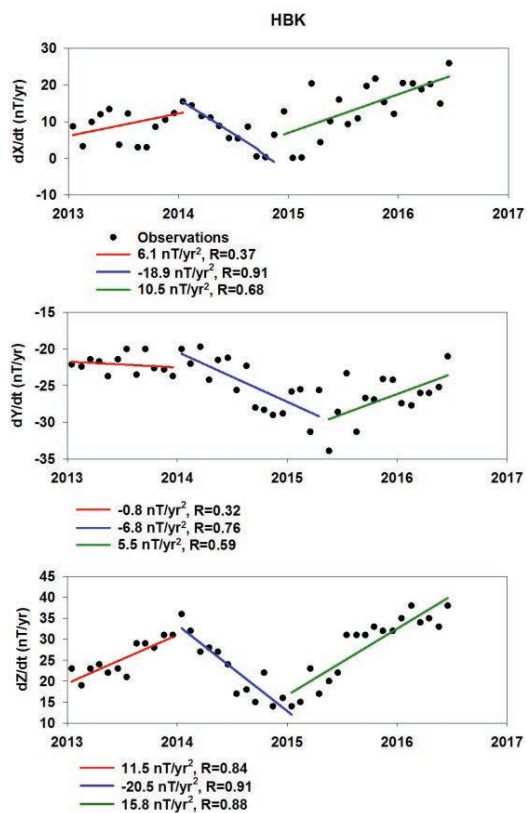 HBK
dX/dt (nT/yr)
30
20
10
0
-10
2013 2014 2015 2016 2017
Observations
6.1 nT/yr², R=0.37
-18.9 nT/yr², R=0.91
10.5 nT/yr², R=0.68
dY/dt (nT/yr)
-15
-20
-25
-30
-35
2013 2014 2015 2016 2017
-0.8 nT/yr², R=0.32
-6.8 nT/yr², R=0.76
5.5 nT/yr², R=0.59
dZ/dt (nT/yr)
45
40
35
30
25
20
15
10
2013 2014 2015 2016 2017
11.5 nT/yr², R=0.84
-20.5 nT/yr², R=0.91
15.8 nT/yr², R=0.88